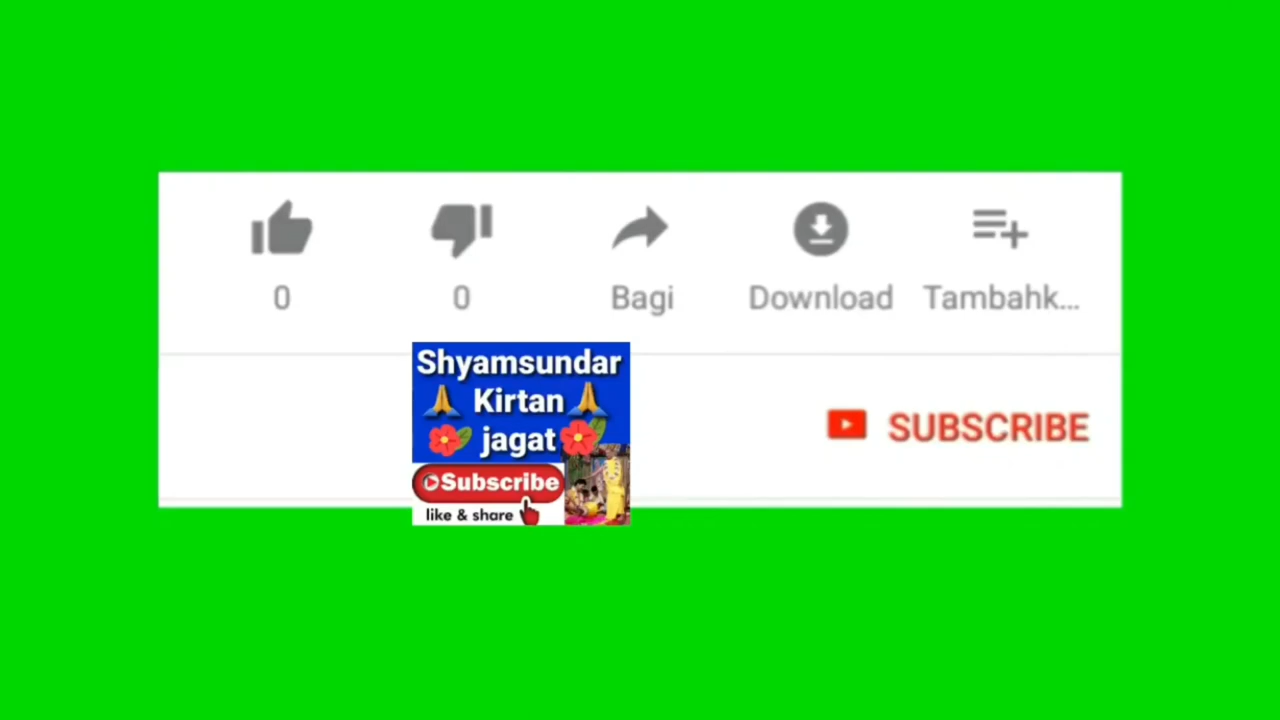 0 0 Bagi Download Tambahk...
Shyamsundar
🙏 Kirtan 🙏
🌺 jagat 🌺
SUBSCRIBE
Subscribe
like & share